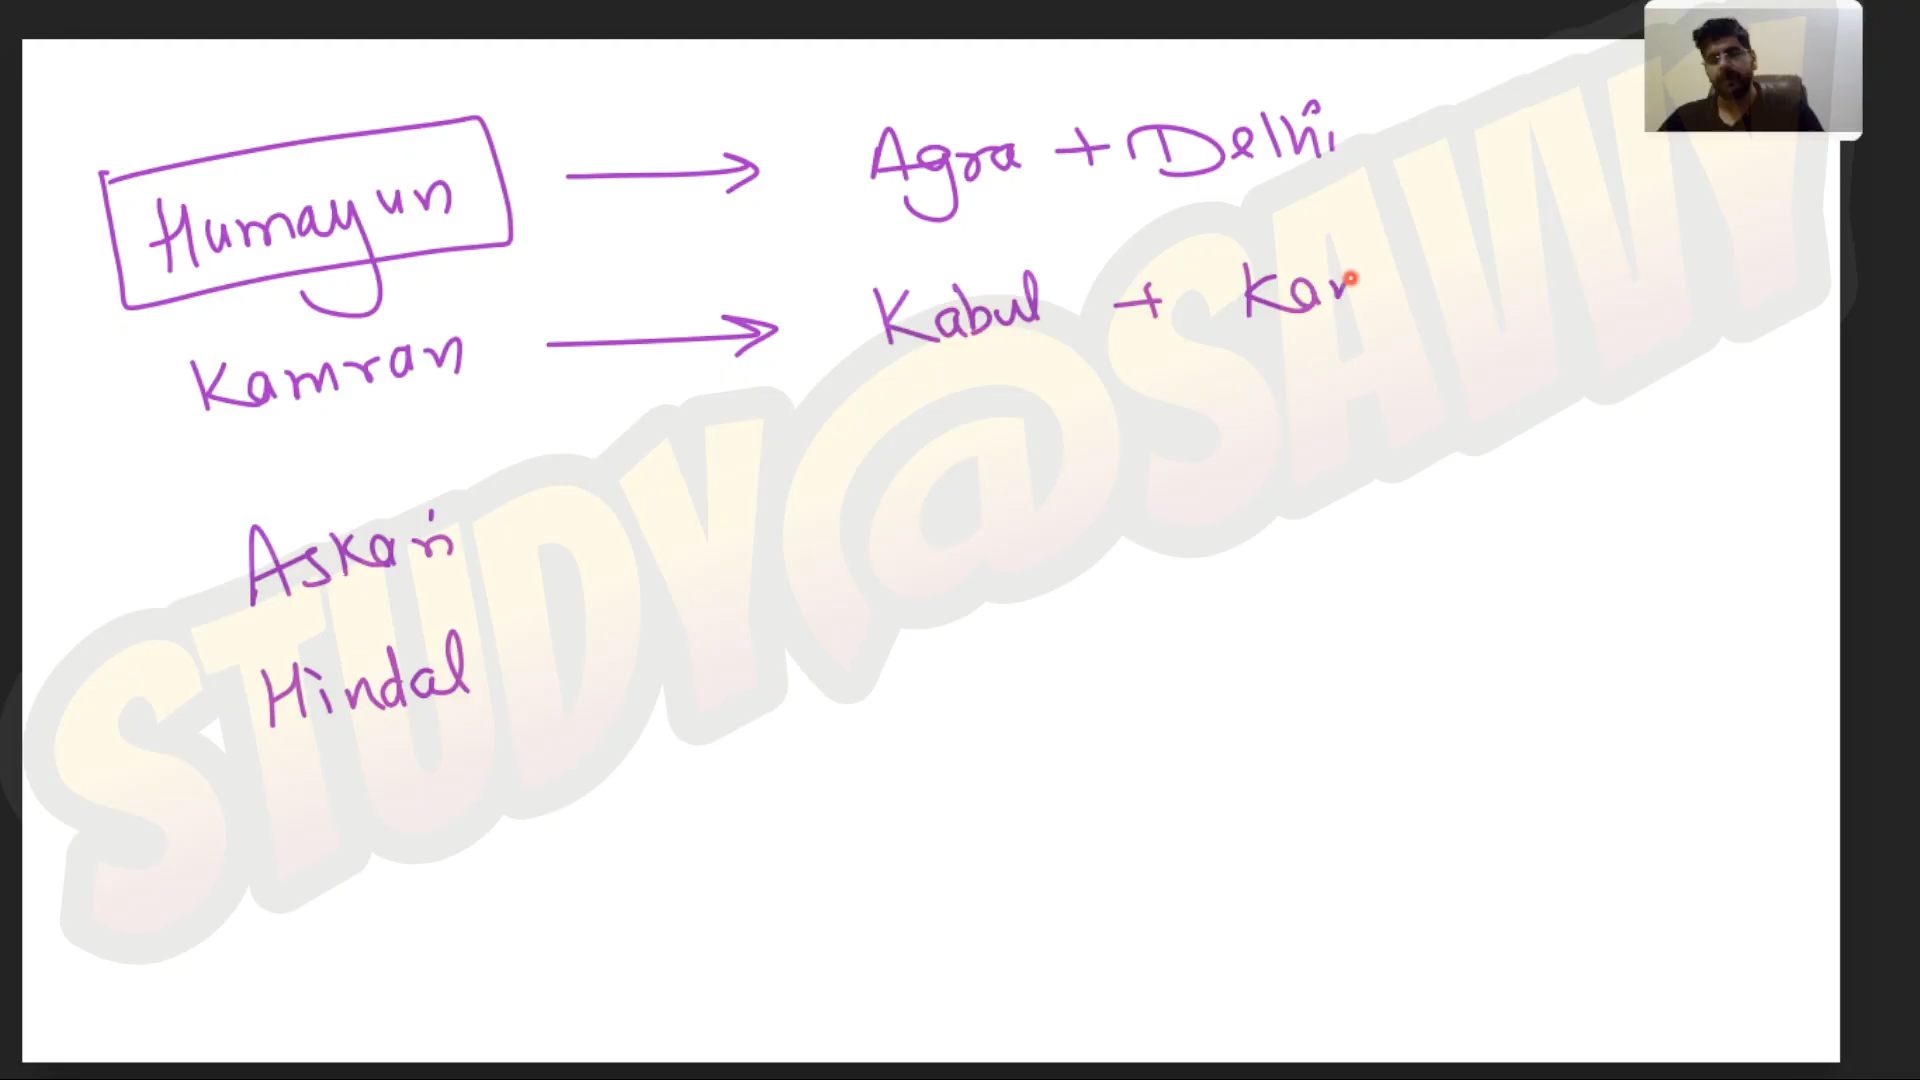 Humayun → Agra + Delhi
Kamran → Kabul + Kan
Askari
Hindal
STUDY@SAVVY